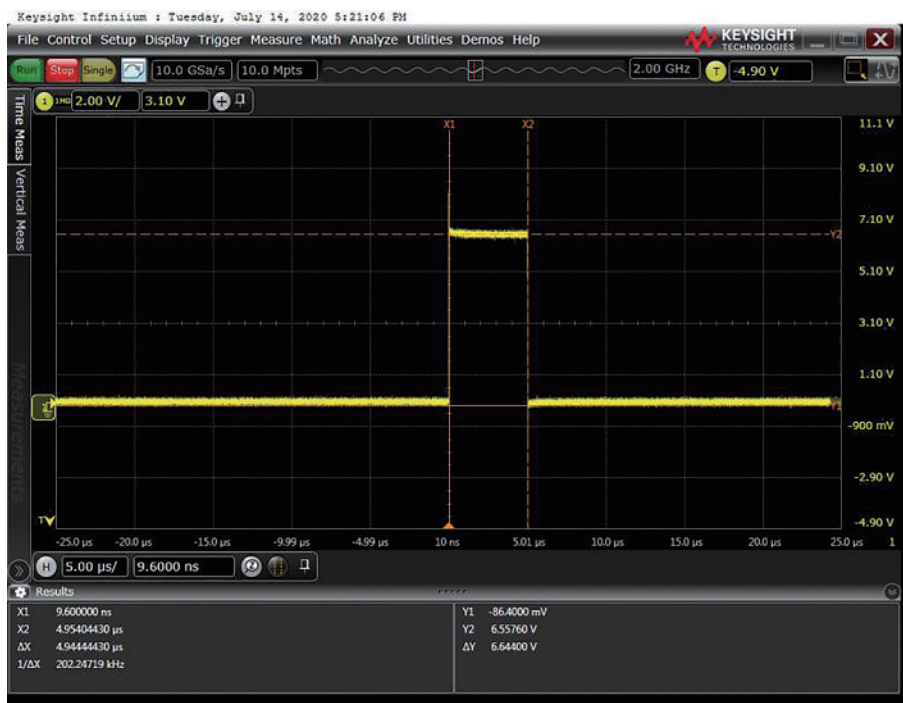 Keysight Infiniium : Tuesday, July 14, 2020 5:21:06 PM
File Control Setup Display Trigger Measure Math Analyze Utilities Demos Help
KEYSIGHT
TECHNOLOGIES
Run Stop Single 10.0 GSa/s 10.0 Mpts 2.00 GHz T -4.90 V
1 1MΩ 2.00 V/ 3.10 V
Time Meas
Vertical Meas
Measurements
X1 X2
11.1 V
9.10 V
7.10 V
Y2
5.10 V
3.10 V
1.10 V
Y1
-900 mV
-2.90 V
T
-4.90 V
-25.0 µs -20.0 µs -15.0 µs -9.99 µs -4.99 µs 10 ns 5.01 µs 10.0 µs 15.0 µs 20.0 µs 25.0 µs 1
H 5.00 µs/ 9.6000 ns
Results
X1 9.600000 ns Y1 -86.4000 mV
X2 4.95404430 µs Y2 6.55760 V
ΔX 4.94444430 µs ΔY 6.64400 V
1/ΔX 202.24719 kHz